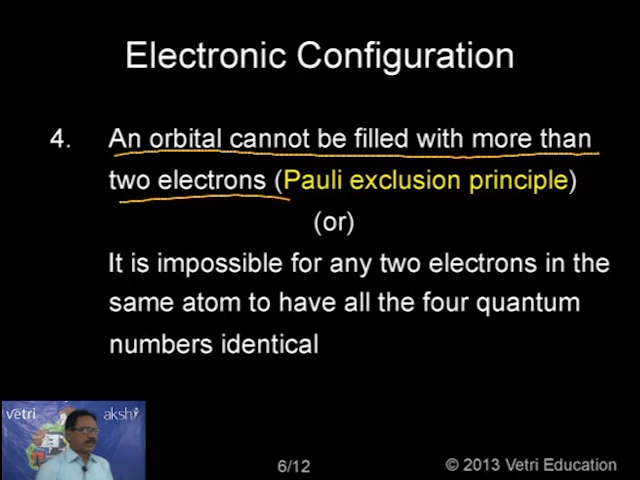 Electronic Configuration
4. An orbital cannot be filled with more than
two electrons (Pauli exclusion principle)
(or)
It is impossible for any two electrons in the
same atom to have all the four quantum
numbers identical
vetri
6/12
© 2013 Vetri Education